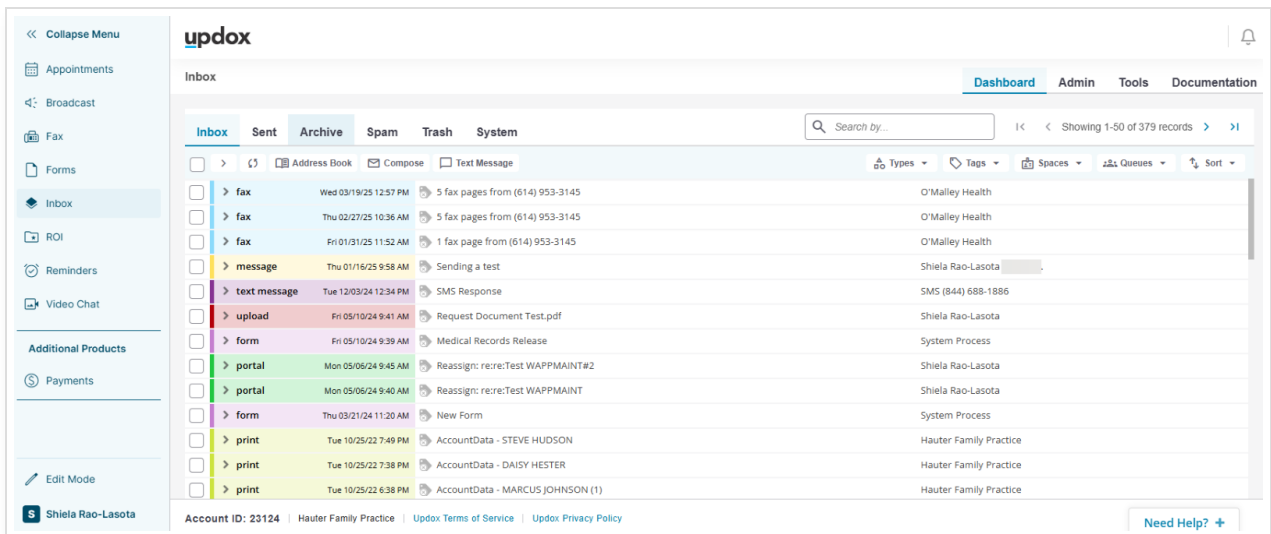 Collapse Menu
updox
Appointments
Inbox
Dashboard Admin Tools Documentation
Broadcast
Fax
Forms
Inbox
ROI
Reminders
Video Chat
Additional Products
Payments
Edit Mode
S Shiela Rao-Lasota
Inbox Sent Archive Spam Trash System
Search by...
Showing 1-50 of 379 records
Address Book Compose Text Message Types Tags Spaces Queues Sort
fax Wed 03/19/25 12:57 PM 5 fax pages from (614) 953-3145 O'Malley Health
fax Thu 02/27/25 10:36 AM 5 fax pages from (614) 953-3145 O'Malley Health
fax Fri 01/31/25 11:52 AM 1 fax page from (614) 953-3145 O'Malley Health
message Thu 01/16/25 9:58 AM Sending a test Shiela Rao-Lasota .
text message Tue 12/03/24 12:34 PM SMS Response SMS (844) 688-1886
upload Fri 05/10/24 9:41 AM Request Document Test.pdf Shiela Rao-Lasota
form Fri 05/10/24 9:39 AM Medical Records Release System Process
portal Mon 05/06/24 9:45 AM Reassign: re:re:Test WAPPMAINT#2 Shiela Rao-Lasota
portal Mon 05/06/24 9:40 AM Reassign: re:re:Test WAPPMAINT Shiela Rao-Lasota
form Thu 03/21/24 11:20 AM New Form System Process
print Tue 10/25/22 7:49 PM AccountData - STEVE HUDSON Hauter Family Practice
print Tue 10/25/22 7:38 PM AccountData - DAISY HESTER Hauter Family Practice
print Tue 10/25/22 6:38 PM AccountData - MARCUS JOHNSON (1) Hauter Family Practice
Account ID: 23124 | Hauter Family Practice | Updox Terms of Service | Updox Privacy Policy
Need Help? +